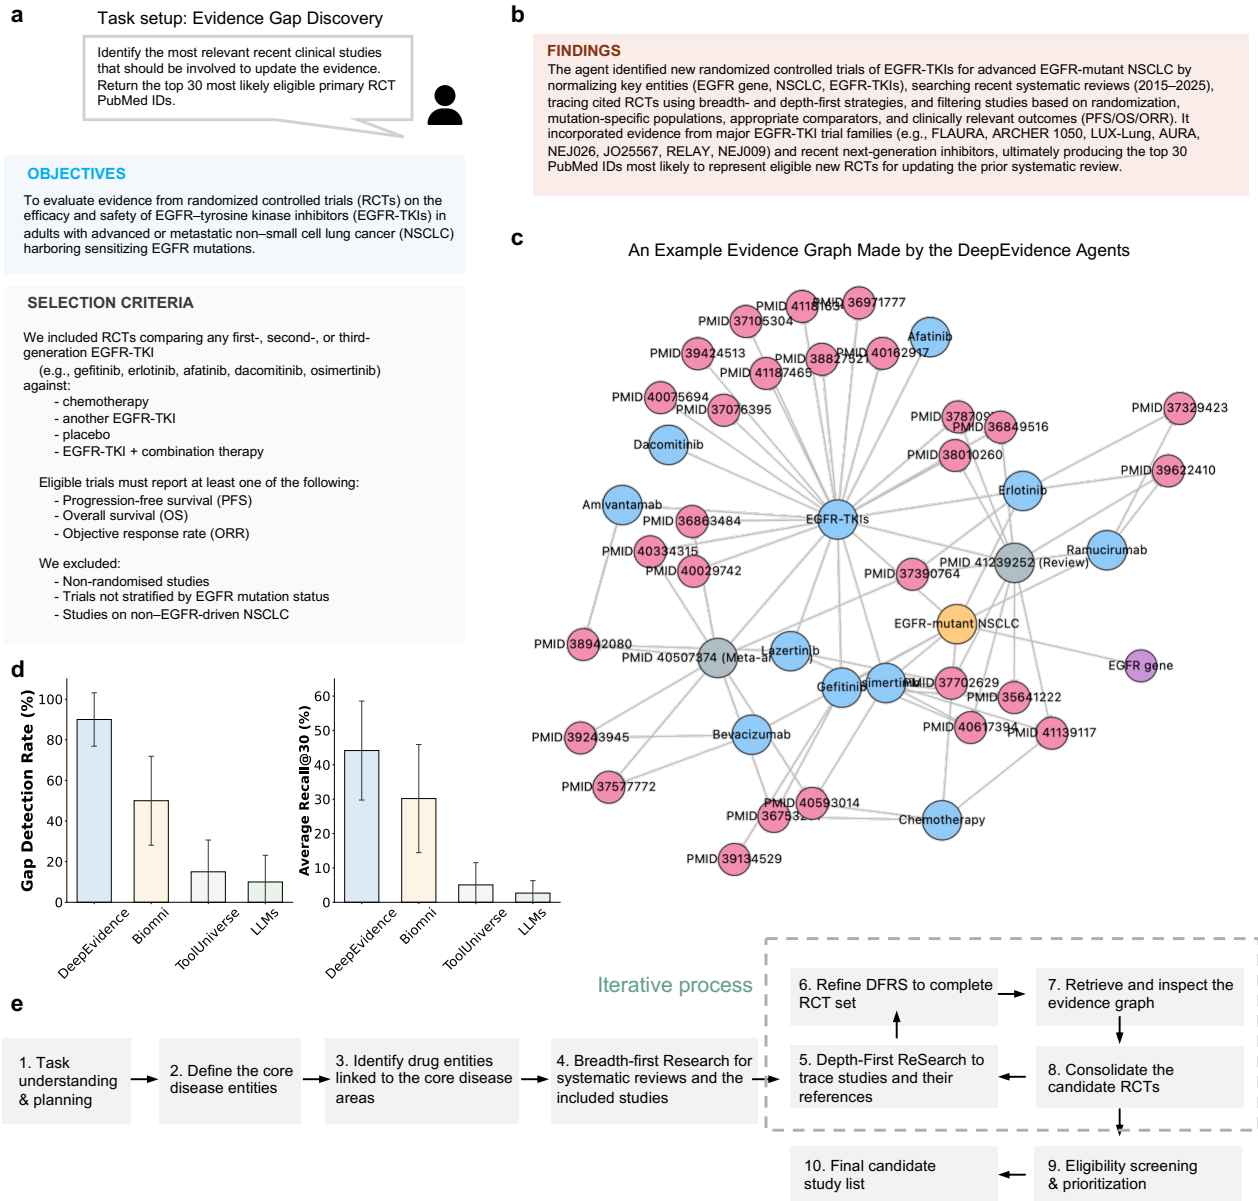 a
Task setup: Evidence Gap Discovery
Identify the most relevant recent clinical studies
that should be involved to update the evidence.
Return the top 30 most likely eligible primary RCT
PubMed IDs.
OBJECTIVES
To evaluate evidence from randomized controlled trials (RCTs) on the
efficacy and safety of EGFR–tyrosine kinase inhibitors (EGFR-TKIs) in
adults with advanced or metastatic non–small cell lung cancer (NSCLC)
harboring sensitizing EGFR mutations.
SELECTION CRITERIA
We included RCTs comparing any first-, second-, or third-
generation EGFR-TKI
(e.g., gefitinib, erlotinib, afatinib, dacomitinib, osimertinib)
against:
- chemotherapy
- another EGFR-TKI
- placebo
- EGFR-TKI + combination therapy
Eligible trials must report at least one of the following:
- Progression-free survival (PFS)
- Overall survival (OS)
- Objective response rate (ORR)
We excluded:
- Non-randomised studies
- Trials not stratified by EGFR mutation status
- Studies on non–EGFR-driven NSCLC
b
FINDINGS
The agent identified new randomized controlled trials of EGFR-TKIs for advanced EGFR-mutant NSCLC by
normalizing key entities (EGFR gene, NSCLC, EGFR-TKIs), searching recent systematic reviews (2015–2025),
tracing cited RCTs using breadth- and depth-first strategies, and filtering studies based on randomization,
mutation-specific populations, appropriate comparators, and clinically relevant outcomes (PFS/OS/ORR). It
incorporated evidence from major EGFR-TKI trial families (e.g., FLAURA, ARCHER 1050, LUX-Lung, AURA,
NEJ026, JO25567, RELAY, NEJ009) and recent next-generation inhibitors, ultimately producing the top 30
PubMed IDs most likely to represent eligible new RCTs for updating the prior systematic review.
c
An Example Evidence Graph Made by the DeepEvidence Agents
PMID
PMID 36971777
PMID 37105304
Afatinib
PMID 39424513
PMID
PMID 40162917
PMID 41187465
PMID 40075694
PMID 37076395
PMID
PMID 36849516
PMID 37329423
Dacomitinib
PMID 38010260
PMID 39622410
Erlotinib
Amivantamab
PMID 36863484
EGFR-TKIs
PMID 40334315
PMID 40029742
PMID 37390764
PMID 41239252 (Review)
Ramucirumab
EGFR-mutant NSCLC
PMID 38942080
PMID 40507374
Lazertinib
EGFR gene
Gefitinib
PMID 37702629
PMID 35641222
PMID 39243945
Bevacizumab
PMID 40617394
PMID 41139117
PMID 37577772
PMID 40593014
PMID
Chemotherapy
PMID 39134529
d
Gap Detection Rate (%)
100
80
60
40
20
0
DeepEvidence
Biomni
ToolUniverse
LLMs
Average Recall@30 (%)
60
50
40
30
20
10
0
DeepEvidence
Biomni
ToolUniverse
LLMs
e
Iterative process
1. Task
understanding
& planning
2. Define the core
disease entities
3. Identify drug entities
linked to the core disease
areas
4. Breadth-first Research for
systematic reviews and the
included studies
5. Depth-First ReSearch to
trace studies and their
references
6. Refine DFRS to complete
RCT set
7. Retrieve and inspect the
evidence graph
8. Consolidate the
candidate RCTs
9. Eligibility screening
& prioritization
10. Final candidate
study list